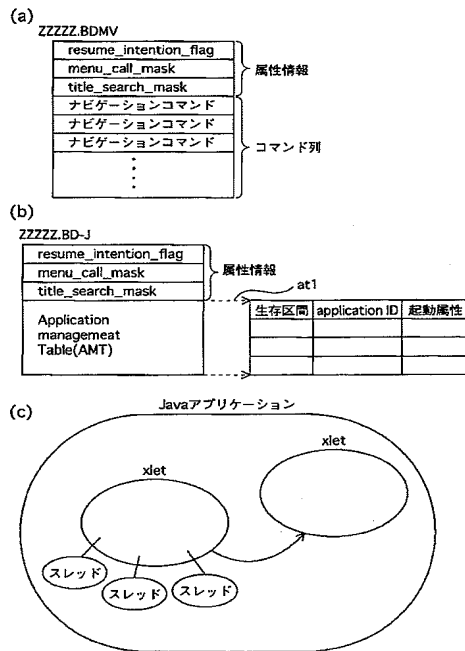 (a)
ZZZZZ.BDMV
resume_intention_flag
menu_call_mask
title_search_mask
属性情報
ナビゲーションコマンド
ナビゲーションコマンド
ナビゲーションコマンド
コマンド列
(b)
ZZZZZ.BD-J
resume_intention_flag
menu_call_mask
title_search_mask
属性情報
at1
Application
managemeat
Table(AMT)
生存区間 application ID 起動属性
(c)
Javaアプリケーション
xlet
xlet
スレッド
スレッド
スレッド